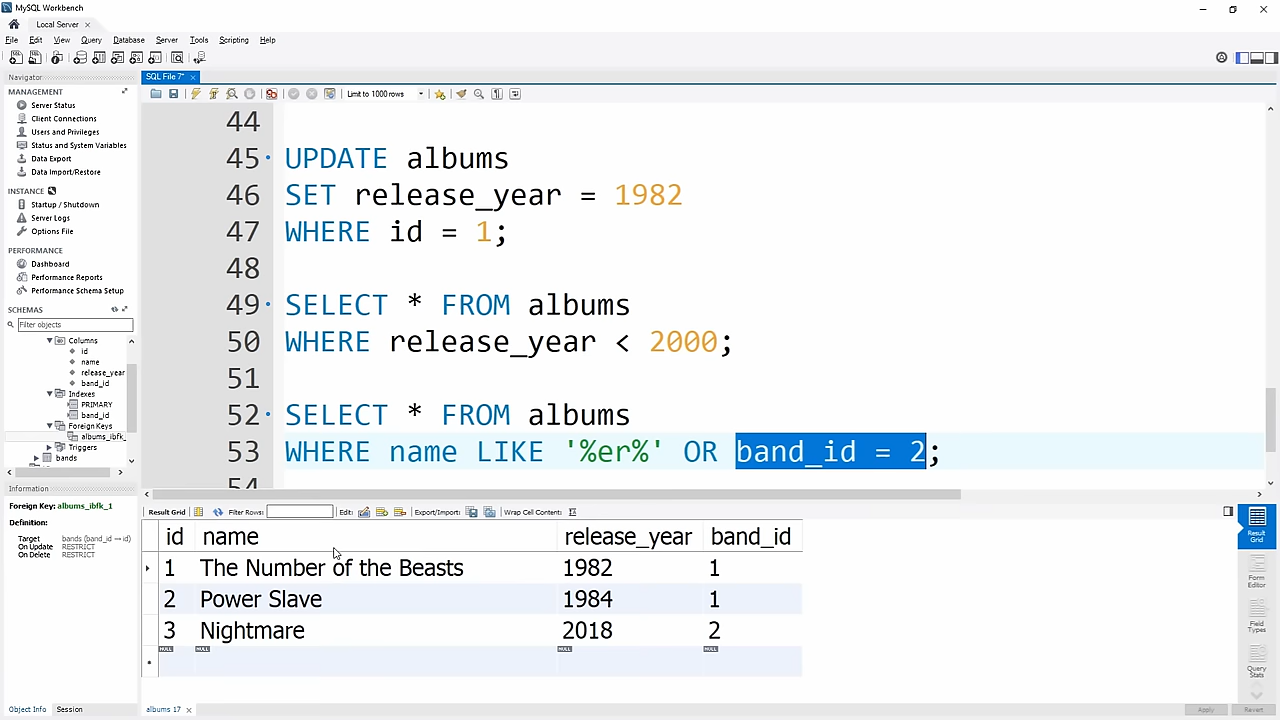 MySQL Workbench
Local Server
File Edit View Query Database Server Tools Scripting Help
Navigator
SQL File 7*
MANAGEMENT
Server Status
Client Connections
Users and Privileges
Status and System Variables
Data Export
Data Import/Restore
INSTANCE
Startup / Shutdown
Server Logs
Options File
PERFORMANCE
Dashboard
Performance Reports
Performance Schema Setup
SCHEMAS
Filter objects
Columns
id
name
release_year
band_id
Indexes
PRIMARY
band_id
Foreign Keys
albums_ibfk_
Triggers
bands
Information
Foreign Key: albums_ibfk_1
Definition:
Target bands (band_id → id)
On Update RESTRICT
On Delete RESTRICT
Object Info Session
Limit to 1000 rows
44
45 UPDATE albums
46 SET release_year = 1982
47 WHERE id = 1;
48
49 SELECT * FROM albums
50 WHERE release_year < 2000;
51
52 SELECT * FROM albums
53 WHERE name LIKE '%er%' OR band_id = 2;
54
Result Grid Filter Rows: Edit: Export/Import: Wrap Cell Content:
id name release_year band_id
1 The Number of the Beasts 1982 1
2 Power Slave 1984 1
3 Nightmare 2018 2
NULL NULL NULL NULL
Result Grid
Form Editor
Field Types
Query Stats
albums 17
Apply Revert